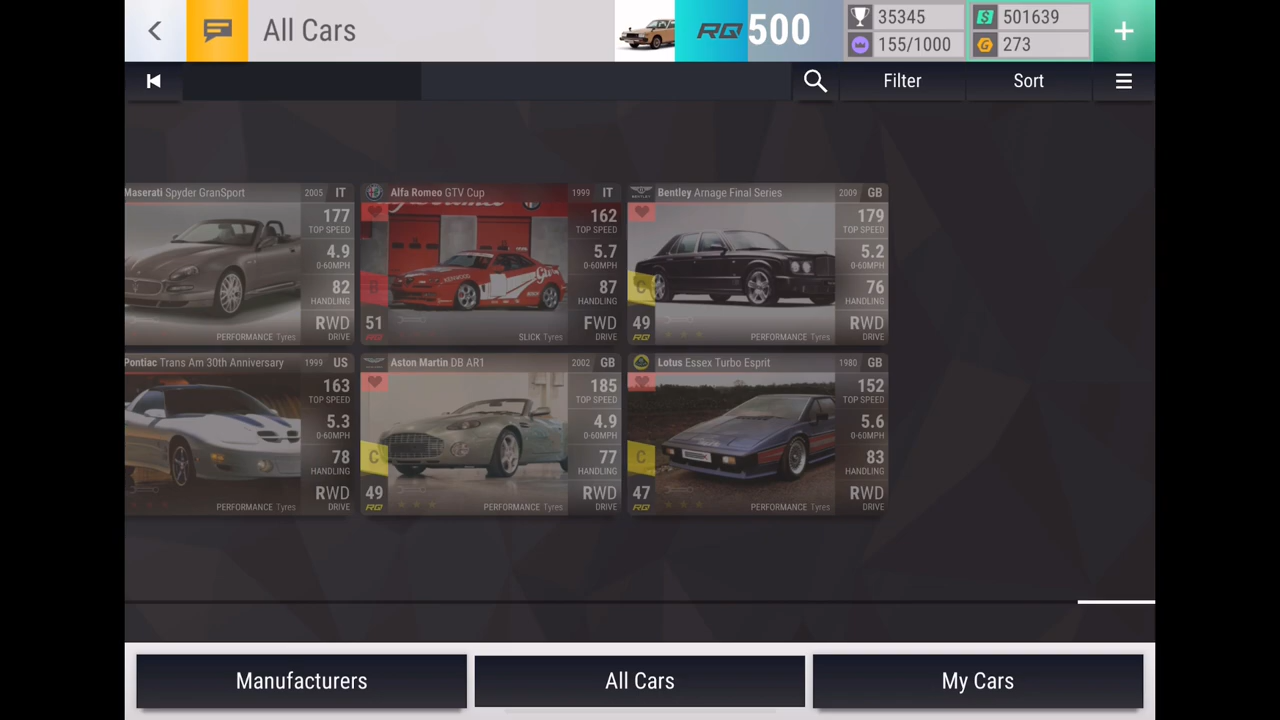 All Cars
RQ 500
35345
155/1000
501639
273
+
Filter
Sort
Maserati Spyder GranSport 2005 IT
177
TOP SPEED
4.9
0-60MPH
82
HANDLING
RWD
DRIVE
PERFORMANCE Tyres
Alfa Romeo GTV Cup 1999 IT
162
TOP SPEED
5.7
0-60MPH
87
HANDLING
FWD
DRIVE
B
51
RQ
SLICK Tyres
Bentley Arnage Final Series 2009 GB
179
TOP SPEED
5.2
0-60MPH
76
HANDLING
RWD
DRIVE
C
49
RQ
PERFORMANCE Tyres
Pontiac Trans Am 30th Anniversary 1999 US
163
TOP SPEED
5.3
0-60MPH
78
HANDLING
RWD
DRIVE
PERFORMANCE Tyres
Aston Martin DB AR1 2002 GB
185
TOP SPEED
4.9
0-60MPH
77
HANDLING
RWD
DRIVE
C
49
RQ
PERFORMANCE Tyres
Lotus Essex Turbo Esprit 1980 GB
152
TOP SPEED
5.6
0-60MPH
83
HANDLING
RWD
DRIVE
C
47
RQ
PERFORMANCE Tyres
Manufacturers
All Cars
My Cars